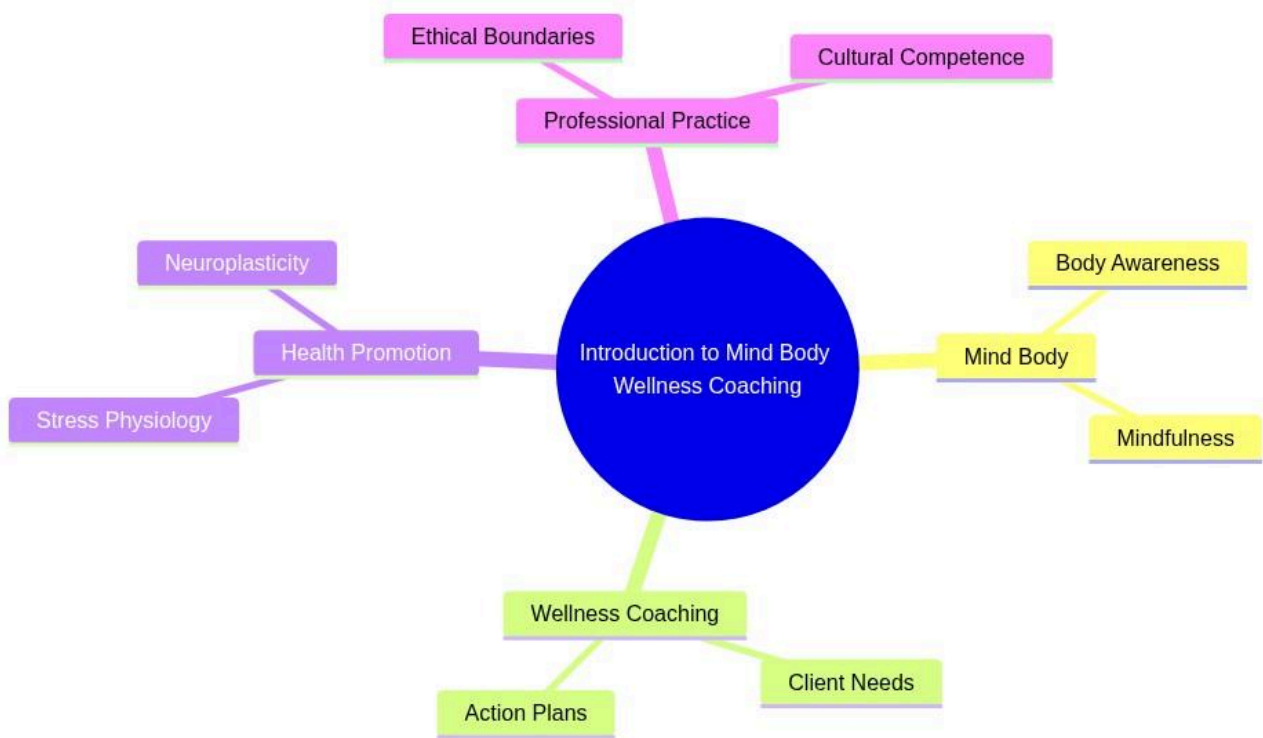 Ethical Boundaries
Cultural Competence
Professional Practice
Neuroplasticity
Body Awareness
Health Promotion
Introduction to Mind Body
Wellness Coaching
Mind Body
Stress Physiology
Mindfulness
Wellness Coaching
Client Needs
Action Plans